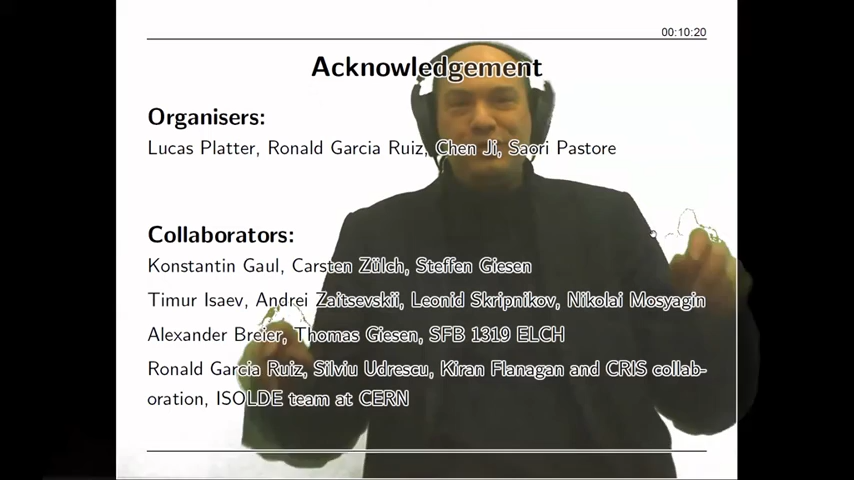 00:10:20
Acknowledgement
Organisers:
Lucas Platter, Ronald Garcia Ruiz, Chen Ji, Saori Pastore
Collaborators:
Konstantin Gaul, Carsten Zülch, Steffen Giesen
Timur Isaev, Andrei Zaitsevskii, Leonid Skripnikov, Nikolai Mosyagin
Alexander Breier, Thomas Giesen, SFB 1319 ELCH
Ronald Garcia Ruiz, Silviu Udrescu, Kiran Flanagan and CRIS collab-
oration, ISOLDE team at CERN